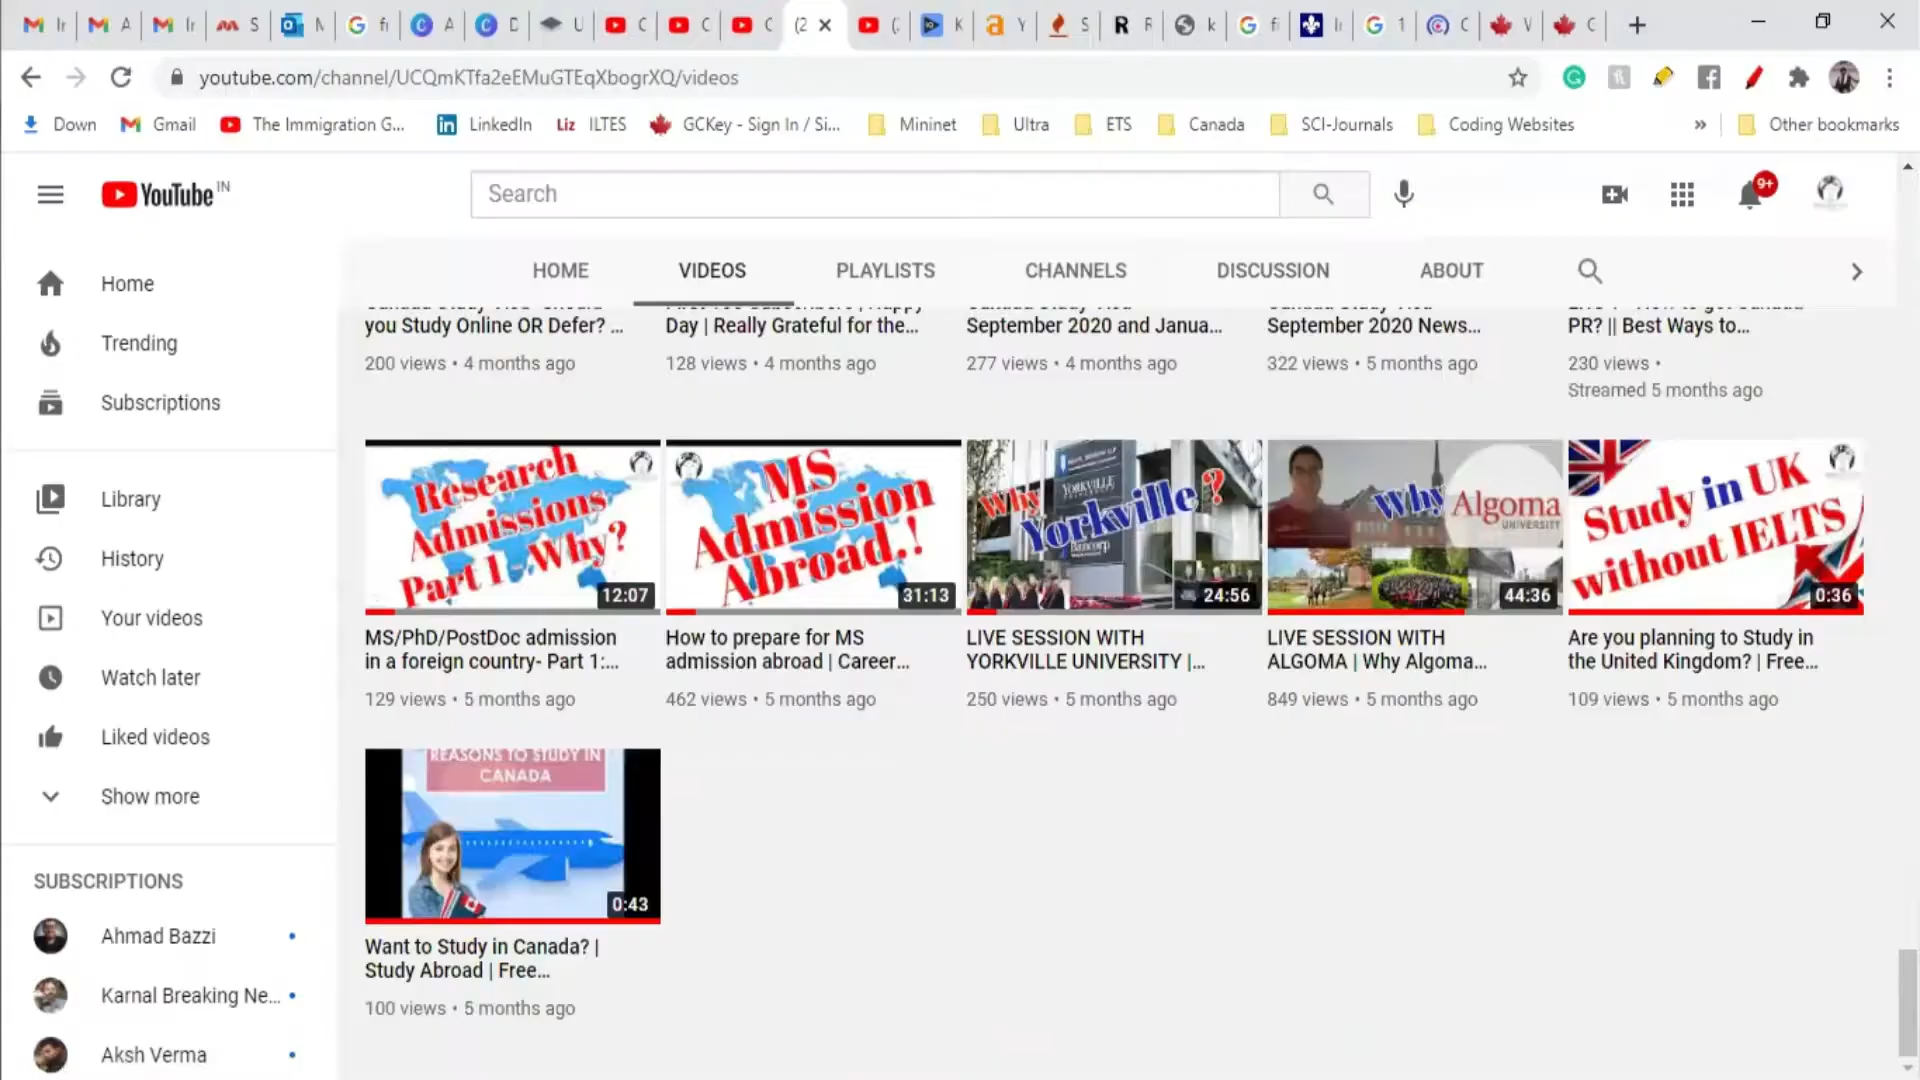 youtube.com/channel/UCQmKTfa2eEMuGTEqXbogrXQ/videos
Down Gmail The Immigration G... LinkedIn Liz ILTES GCKey - Sign In / Si... Mininet Ultra ETS Canada SCI-Journals Coding Websites » Other bookmarks
YouTube IN Search 9+
HOME VIDEOS PLAYLISTS CHANNELS DISCUSSION ABOUT
Home
Trending
Subscriptions
Library
History
Your videos
Watch later
Liked videos
Show more
SUBSCRIPTIONS
Ahmad Bazzi
Karnal Breaking Ne...
Aksh Verma
you Study Online OR Defer? ...
200 views • 4 months ago
Day | Really Grateful for the...
128 views • 4 months ago
September 2020 and Janua...
277 views • 4 months ago
September 2020 News...
322 views • 5 months ago
PR? || Best Ways to...
230 views •
Streamed 5 months ago
Research
Admissions
Part 1 - Why?
12:07
MS/PhD/PostDoc admission
in a foreign country- Part 1:...
129 views • 5 months ago
MS
Admission
Abroad.!
31:13
How to prepare for MS
admission abroad | Career...
462 views • 5 months ago
YORKVILLE
Why
Yorkville ?
24:56
LIVE SESSION WITH
YORKVILLE UNIVERSITY |...
250 views • 5 months ago
Why Algoma
UNIVERSITY
44:36
LIVE SESSION WITH
ALGOMA | Why Algoma...
849 views • 5 months ago
Study in UK
without IELTS
0:36
Are you planning to Study in
the United Kingdom? | Free...
109 views • 5 months ago
REASONS TO STUDY IN
CANADA
0:43
Want to Study in Canada? |
Study Abroad | Free...
100 views • 5 months ago